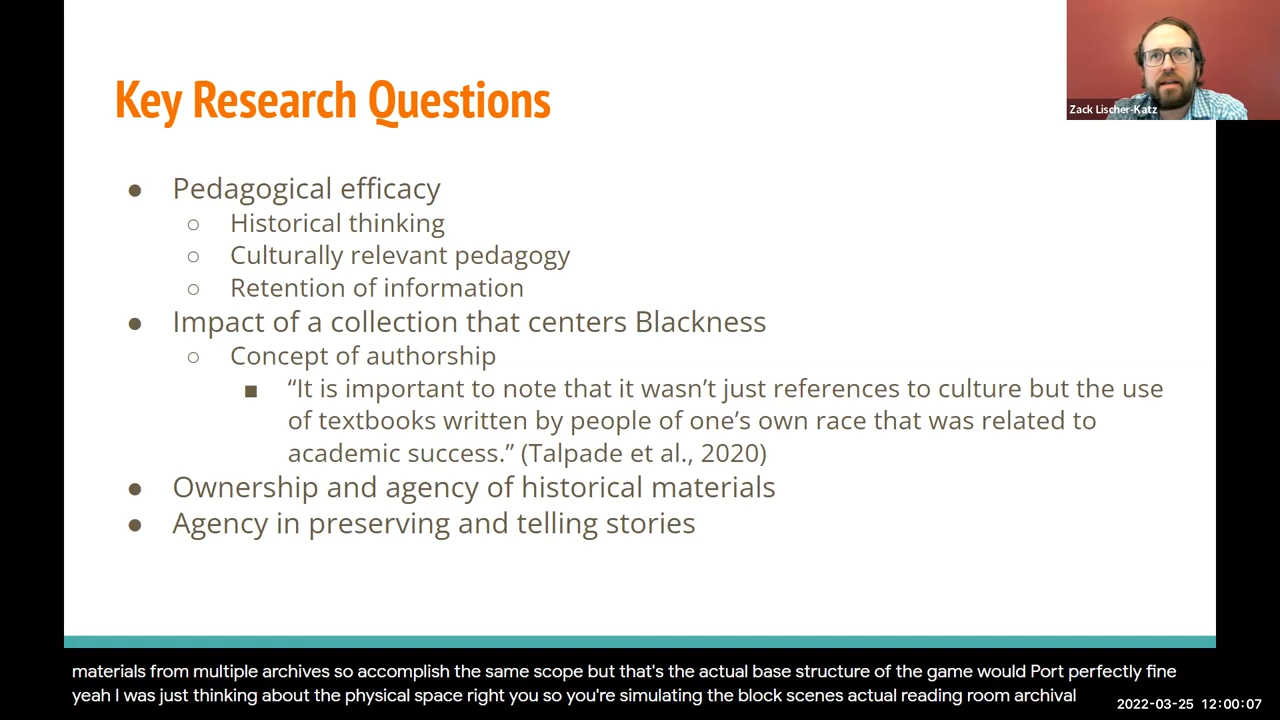 Key Research Questions
Zack Lischer-Katz
● Pedagogical efficacy
○ Historical thinking
○ Culturally relevant pedagogy
○ Retention of information
● Impact of a collection that centers Blackness
○ Concept of authorship
■ “It is important to note that it wasn’t just references to culture but the use
of textbooks written by people of one’s own race that was related to
academic success.” (Talpade et al., 2020)
● Ownership and agency of historical materials
● Agency in preserving and telling stories
materials from multiple archives so accomplish the same scope but that's the actual base structure of the game would Port perfectly fine
yeah I was just thinking about the physical space right you so you're simulating the block scenes actual reading room archival
2022-03-25 12:00:07